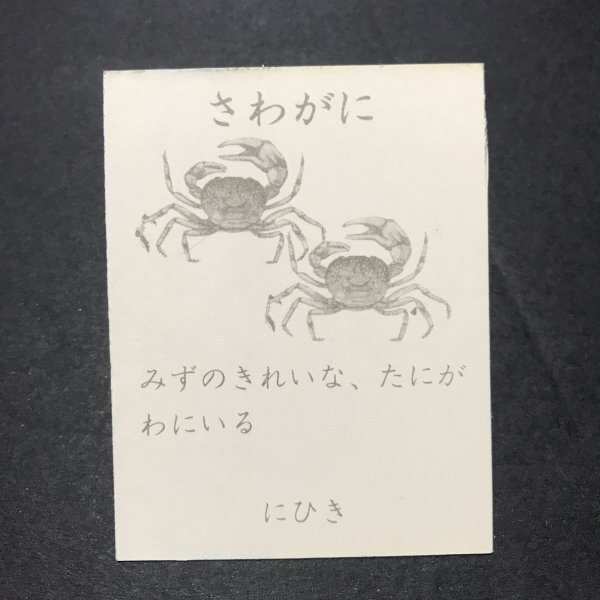 さわがに
みずのきれいな、たにが
わにいる
にひき